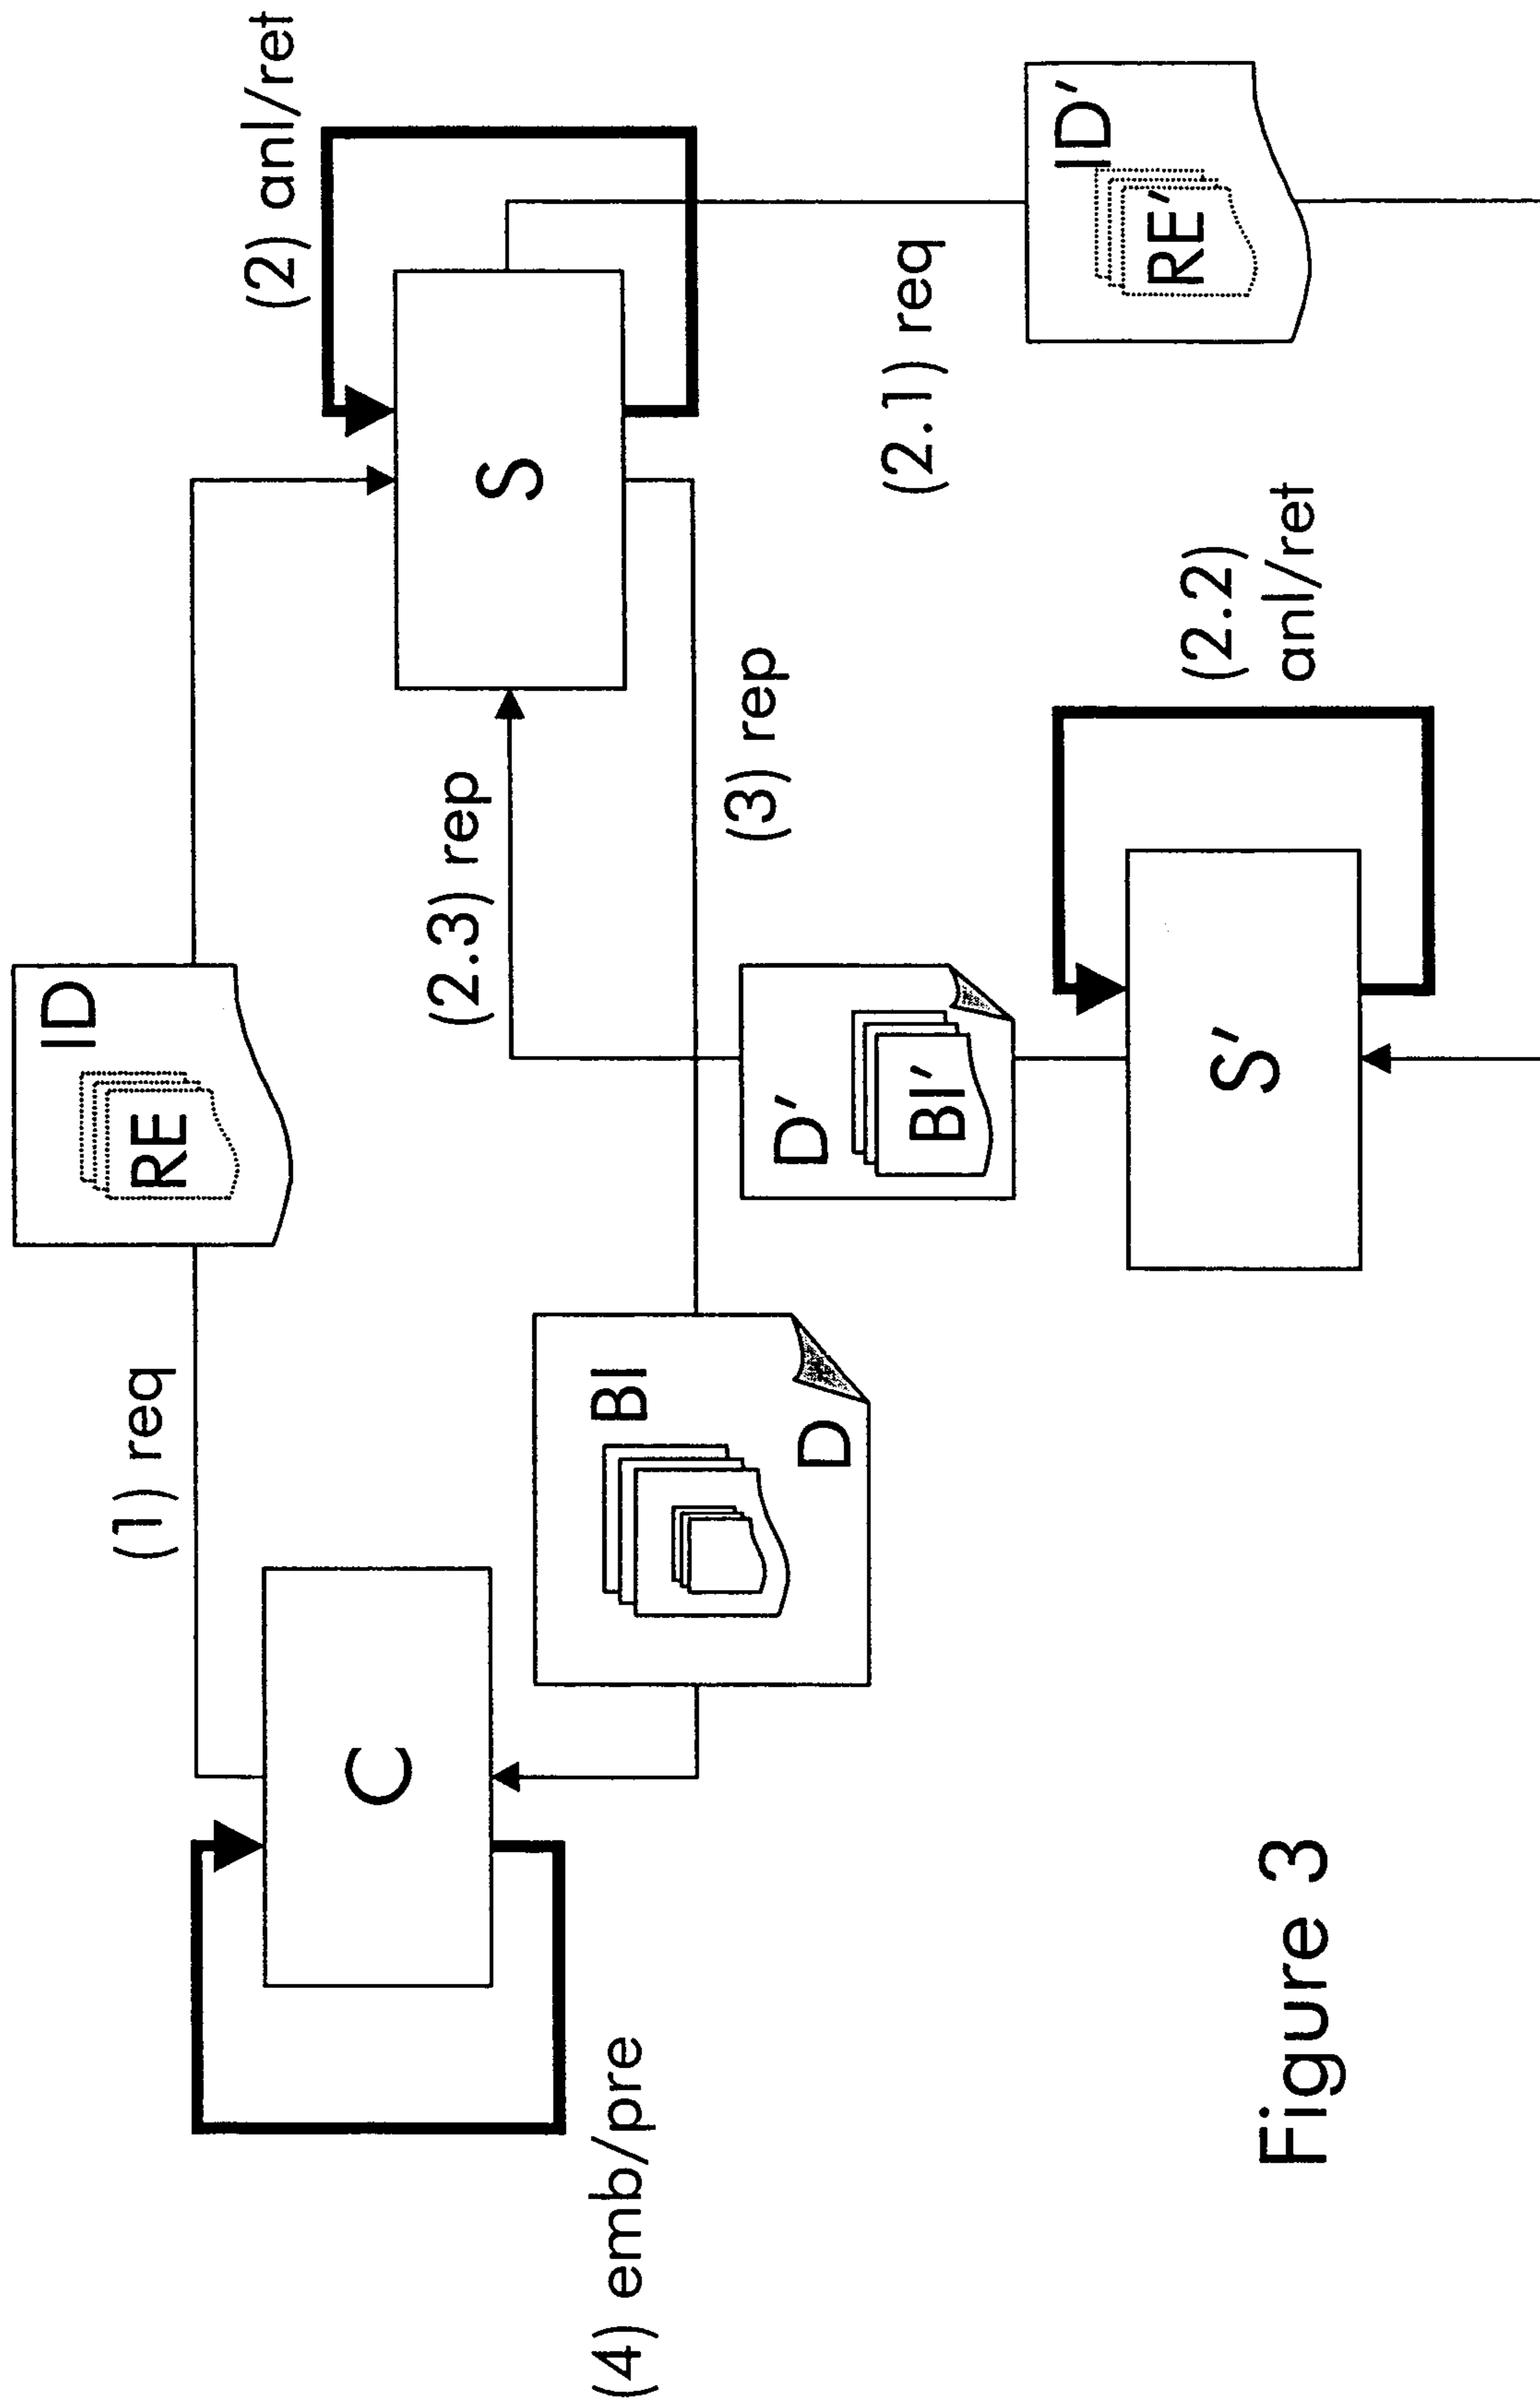 (1) req
ID
RE
(2) anl/ret
C
S
(2.3) rep
(4) emb/pre
BI
D
(3) rep
D'
BI'
(2.1) req
ID'
RE'
S'
(2.2)
anl/ret
Figure 3